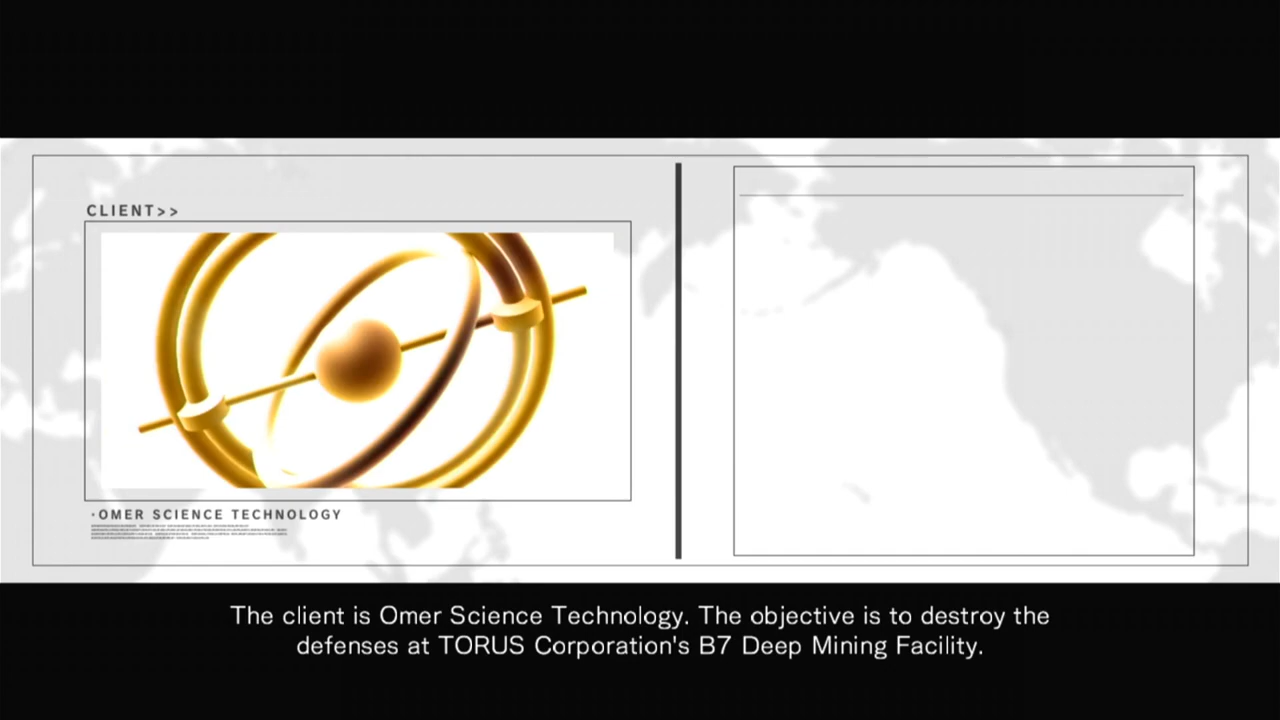 CLIENT>>
·OMER SCIENCE TECHNOLOGY
The client is Omer Science Technology. The objective is to destroy the
defenses at TORUS Corporation's B7 Deep Mining Facility.